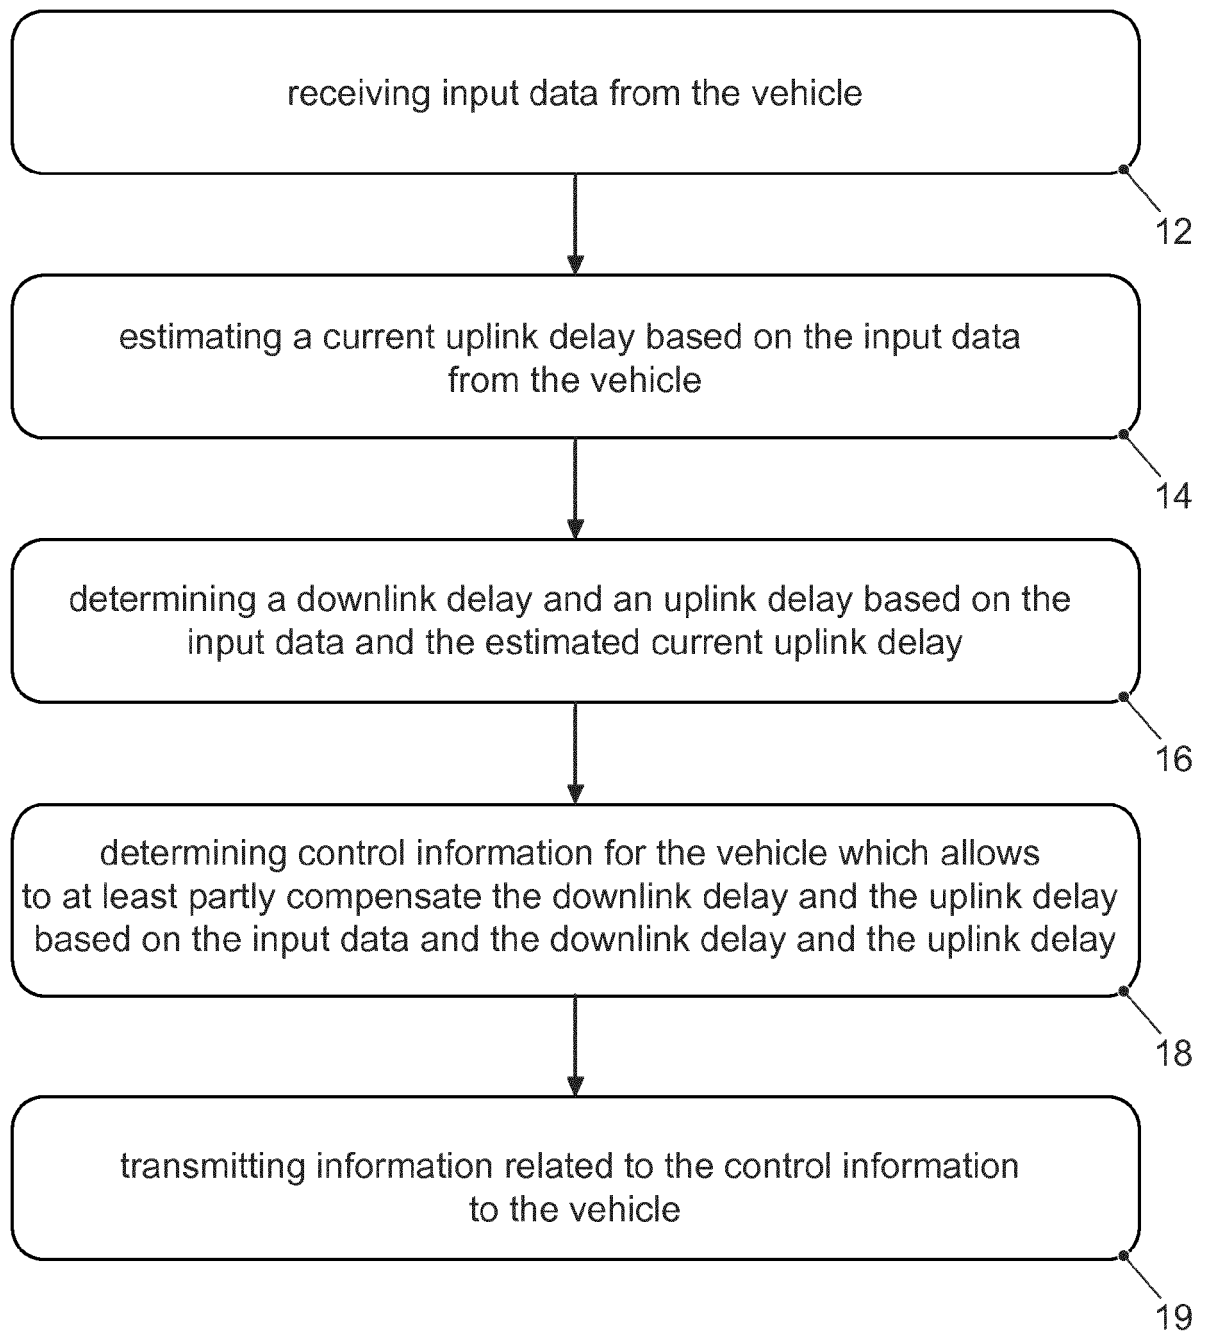 receiving input data from the vehicle
12
estimating a current uplink delay based on the input data
from the vehicle
14
determining a downlink delay and an uplink delay based on the
input data and the estimated current uplink delay
16
determining control information for the vehicle which allows
to at least partly compensate the downlink delay and the uplink delay
based on the input data and the downlink delay and the uplink delay
18
transmitting information related to the control information
to the vehicle
19